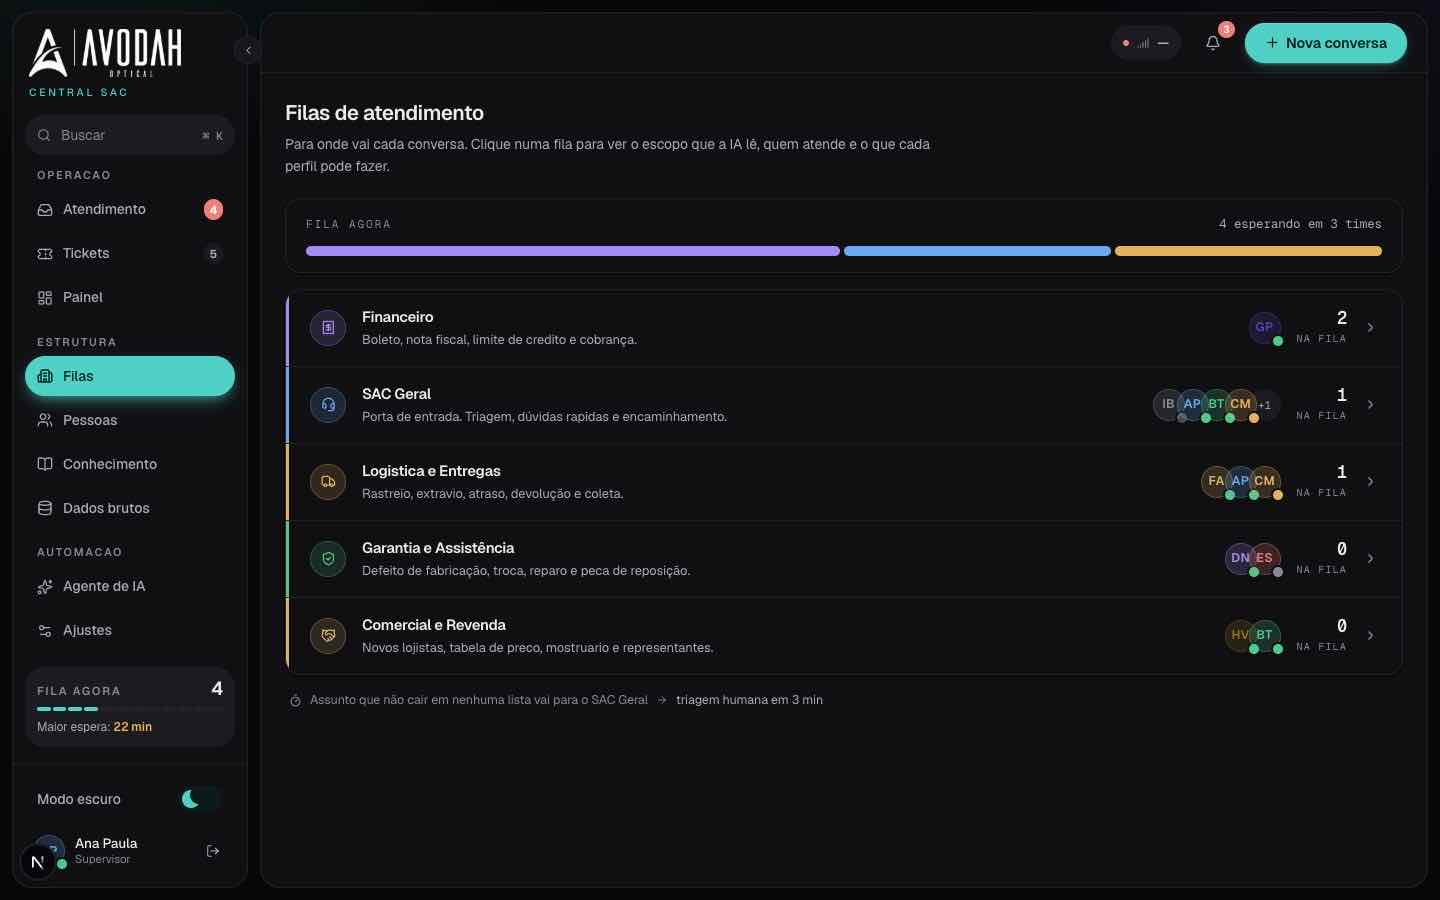 AVODAH
OPTICAL
CENTRAL SAC
Buscar ⌘ K
OPERACAO
Atendimento 4
Tickets 5
Painel
ESTRUTURA
Filas
Pessoas
Conhecimento
Dados brutos
AUTOMACAO
Agente de IA
Ajustes
FILA AGORA 4
Maior espera: 22 min
Modo escuro
Ana Paula
Supervisor
N
3
+ Nova conversa
Filas de atendimento
Para onde vai cada conversa. Clique numa fila para ver o escopo que a IA lê, quem atende e o que cada
perfil pode fazer.
FILA AGORA 4 esperando em 3 times
Financeiro
Boleto, nota fiscal, limite de credito e cobrança.
GP 2
NA FILA
SAC Geral
Porta de entrada. Triagem, dúvidas rapidas e encaminhamento.
IB AP BT CM +1 1
NA FILA
Logistica e Entregas
Rastreio, extravio, atraso, devolução e coleta.
FA AP CM 1
NA FILA
Garantia e Assistência
Defeito de fabricação, troca, reparo e peca de reposição.
DN ES 0
NA FILA
Comercial e Revenda
Novos lojistas, tabela de preco, mostruario e representantes.
HV BT 0
NA FILA
Assunto que não cair em nenhuma lista vai para o SAC Geral → triagem humana em 3 min